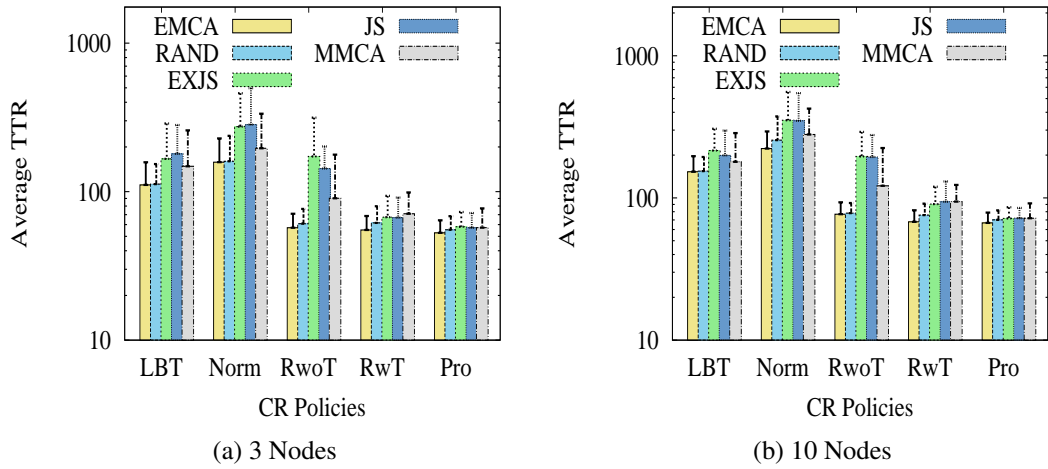 EMCA
RAND
EXJS
JS
MMCA
1000
100
10
Average TTR
LBT Norm RwoT RwT Pro
CR Policies
(a) 3 Nodes
EMCA
RAND
EXJS
JS
MMCA
1000
100
10
Average TTR
LBT Norm RwoT RwT Pro
CR Policies
(b) 10 Nodes